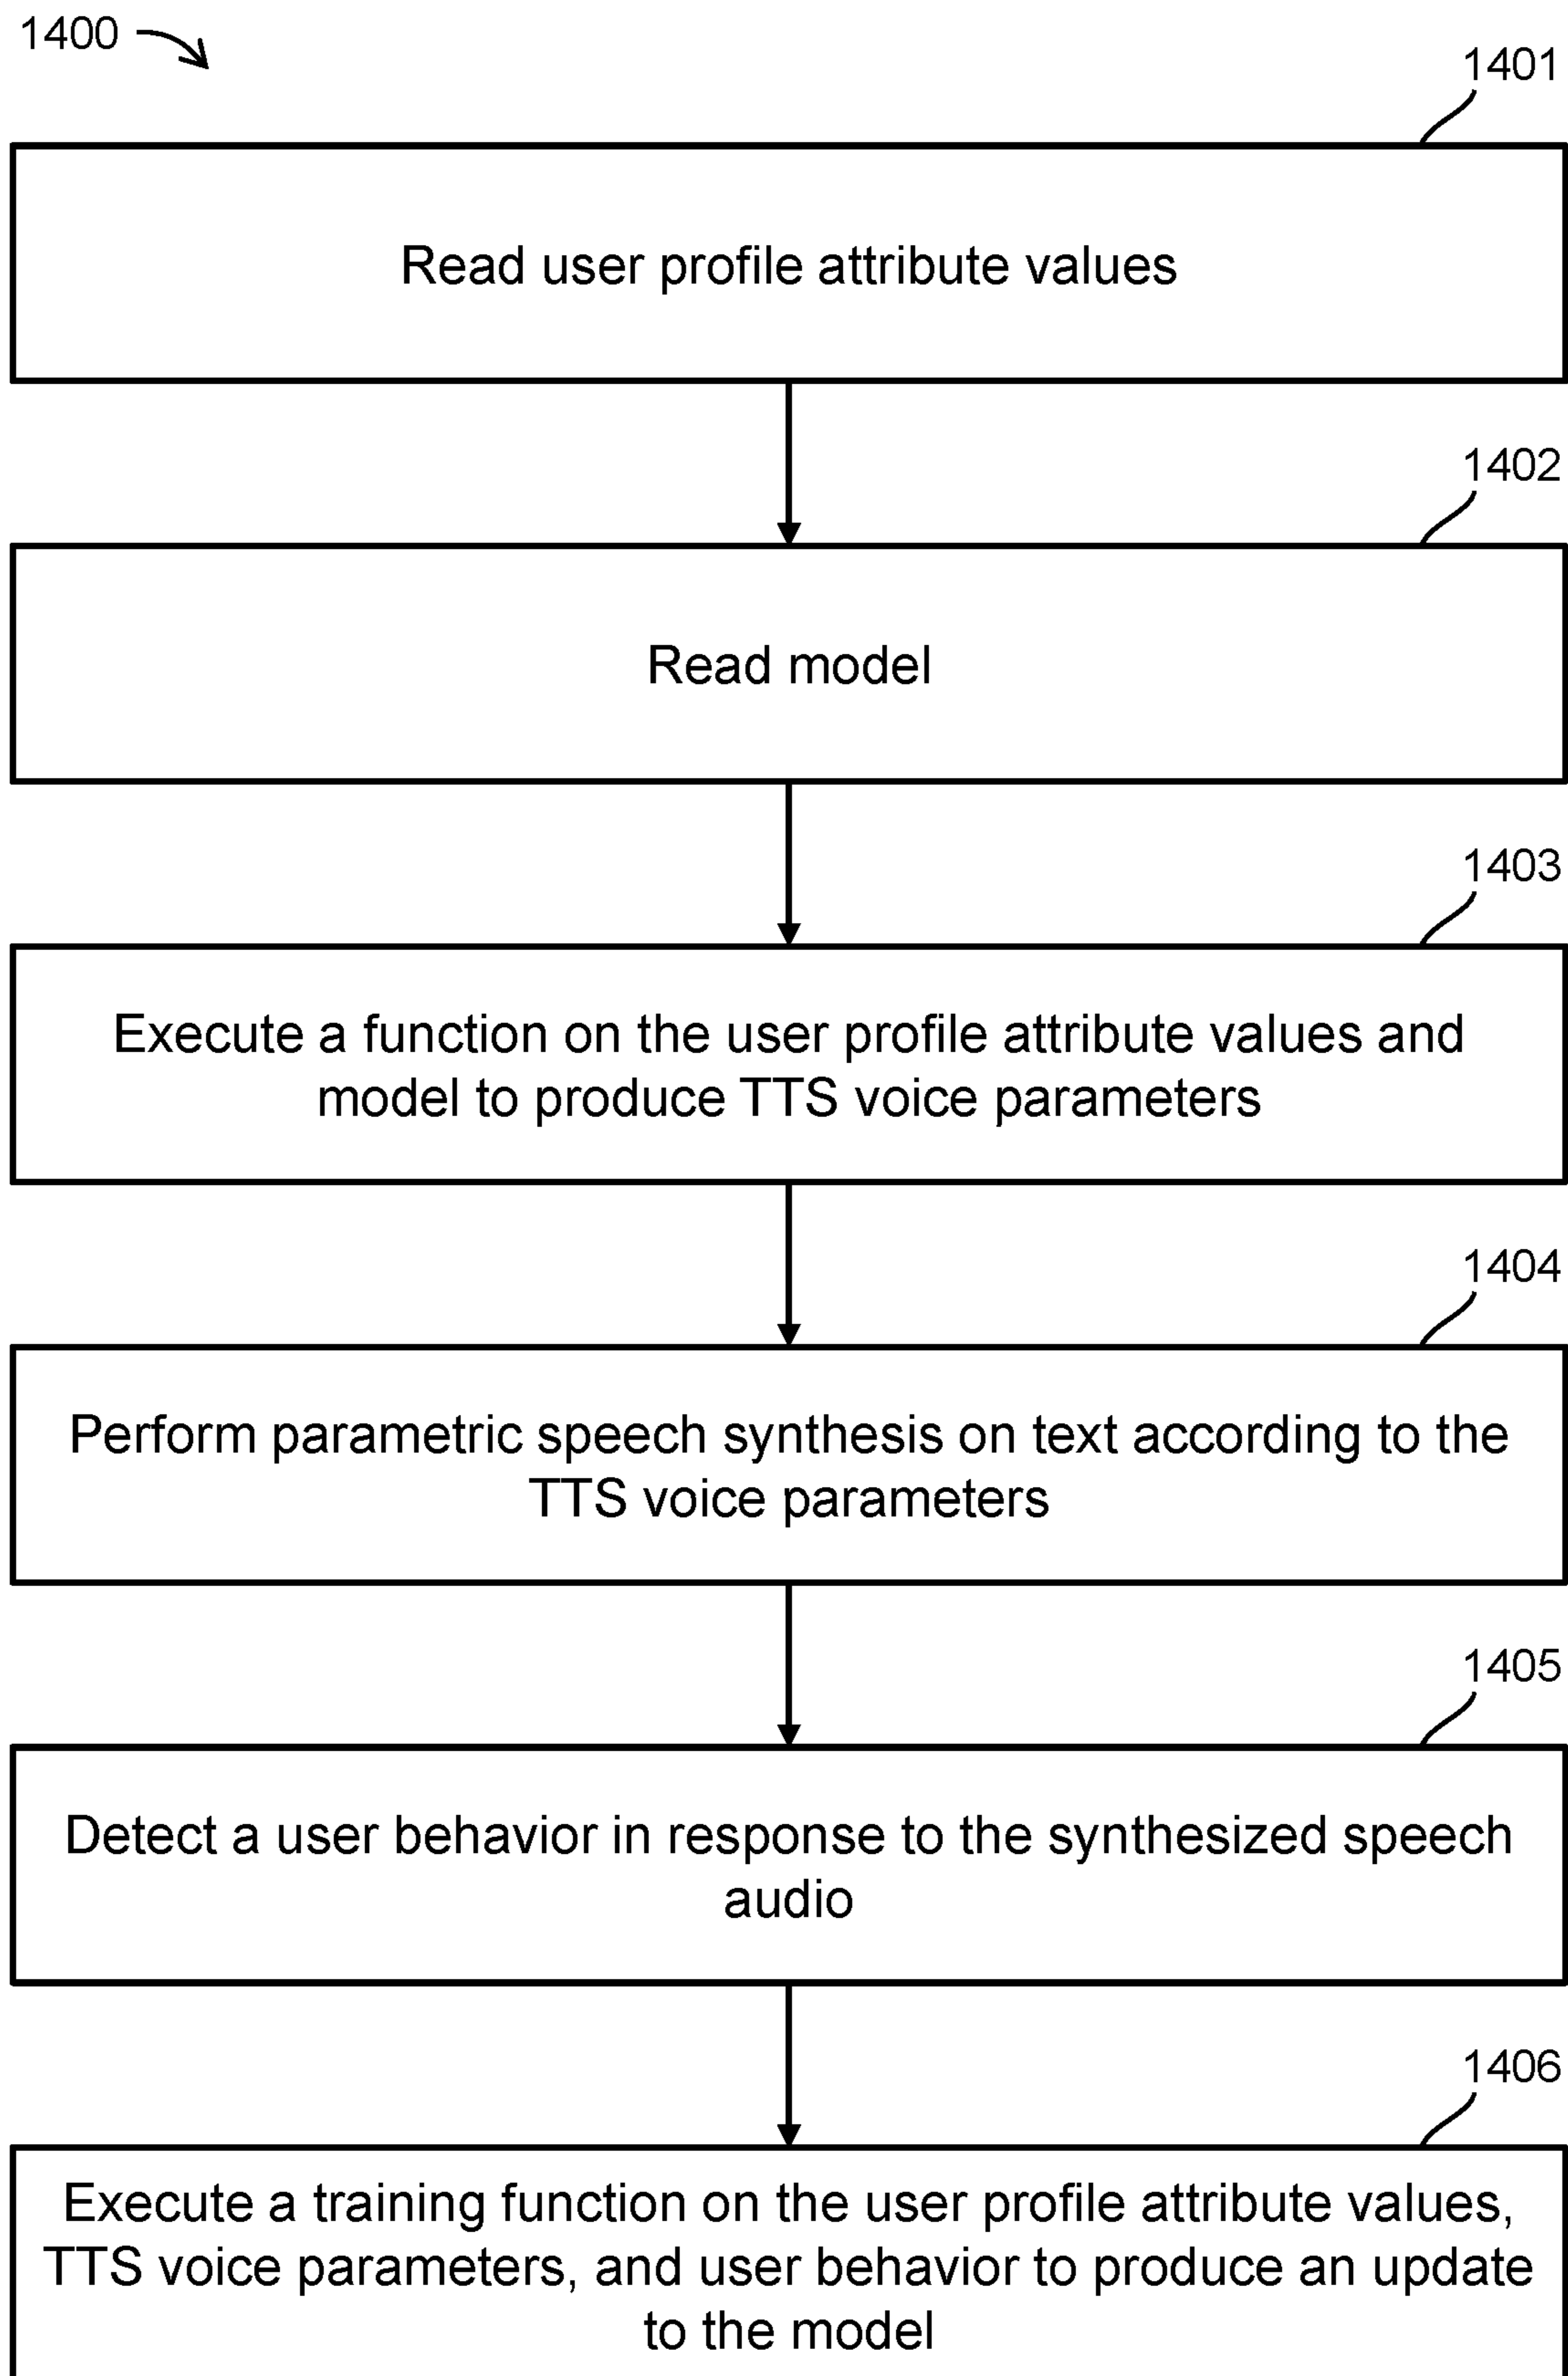 1400
1401
Read user profile attribute values
1402
Read model
1403
Execute a function on the user profile attribute values and
model to produce TTS voice parameters
1404
Perform parametric speech synthesis on text according to the
TTS voice parameters
1405
Detect a user behavior in response to the synthesized speech
audio
1406
Execute a training function on the user profile attribute values,
TTS voice parameters, and user behavior to produce an update
to the model